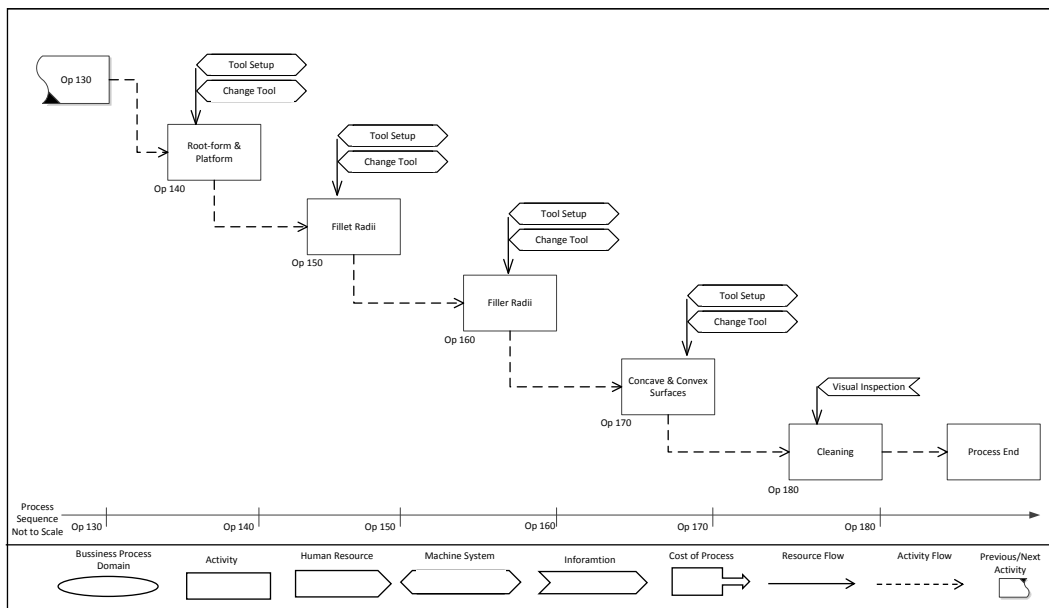 Op 130
Tool Setup
Change Tool
Root-form &
Platform
Op 140
Tool Setup
Change Tool
Fillet Radii
Op 150
Tool Setup
Change Tool
Filler Radii
Op 160
Tool Setup
Change Tool
Concave & Convex
Surfaces
Op 170
Visual Inspection
Cleaning
Op 180
Process End
Process
Sequence
Not to Scale
Op 130
Op 140
Op 150
Op 160
Op 170
Op 180
Bussiness Process
Domain
Activity
Human Resource
Machine System
Inforamtion
Cost of Process
Resource Flow
Activity Flow
Previous/Next
Activity